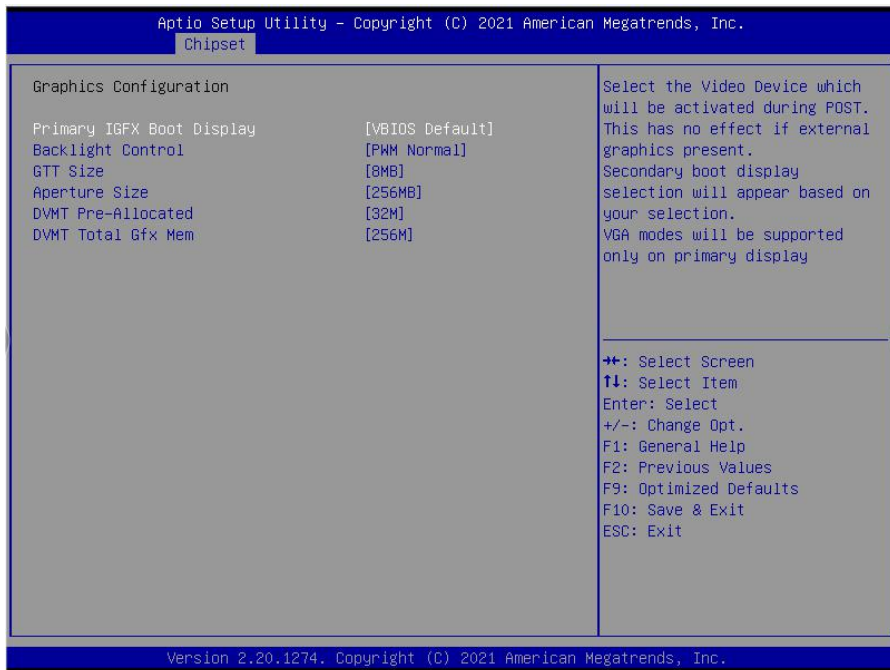 Aptio Setup Utility – Copyright (C) 2021 American Megatrends, Inc.
Chipset
Graphics Configuration
Primary IGFX Boot Display [VBIOS Default]
Backlight Control [PWM Normal]
GTT Size [8MB]
Aperture Size [256MB]
DVMT Pre-Allocated [32M]
DVMT Total Gfx Mem [256M]
Select the Video Device which
will be activated during POST.
This has no effect if external
graphics present.
Secondary boot display
selection will appear based on
your selection.
VGA modes will be supported
only on primary display
→←: Select Screen
↑↓: Select Item
Enter: Select
+/-: Change Opt.
F1: General Help
F2: Previous Values
F9: Optimized Defaults
F10: Save & Exit
ESC: Exit
Version 2.20.1274. Copyright (C) 2021 American Megatrends, Inc.